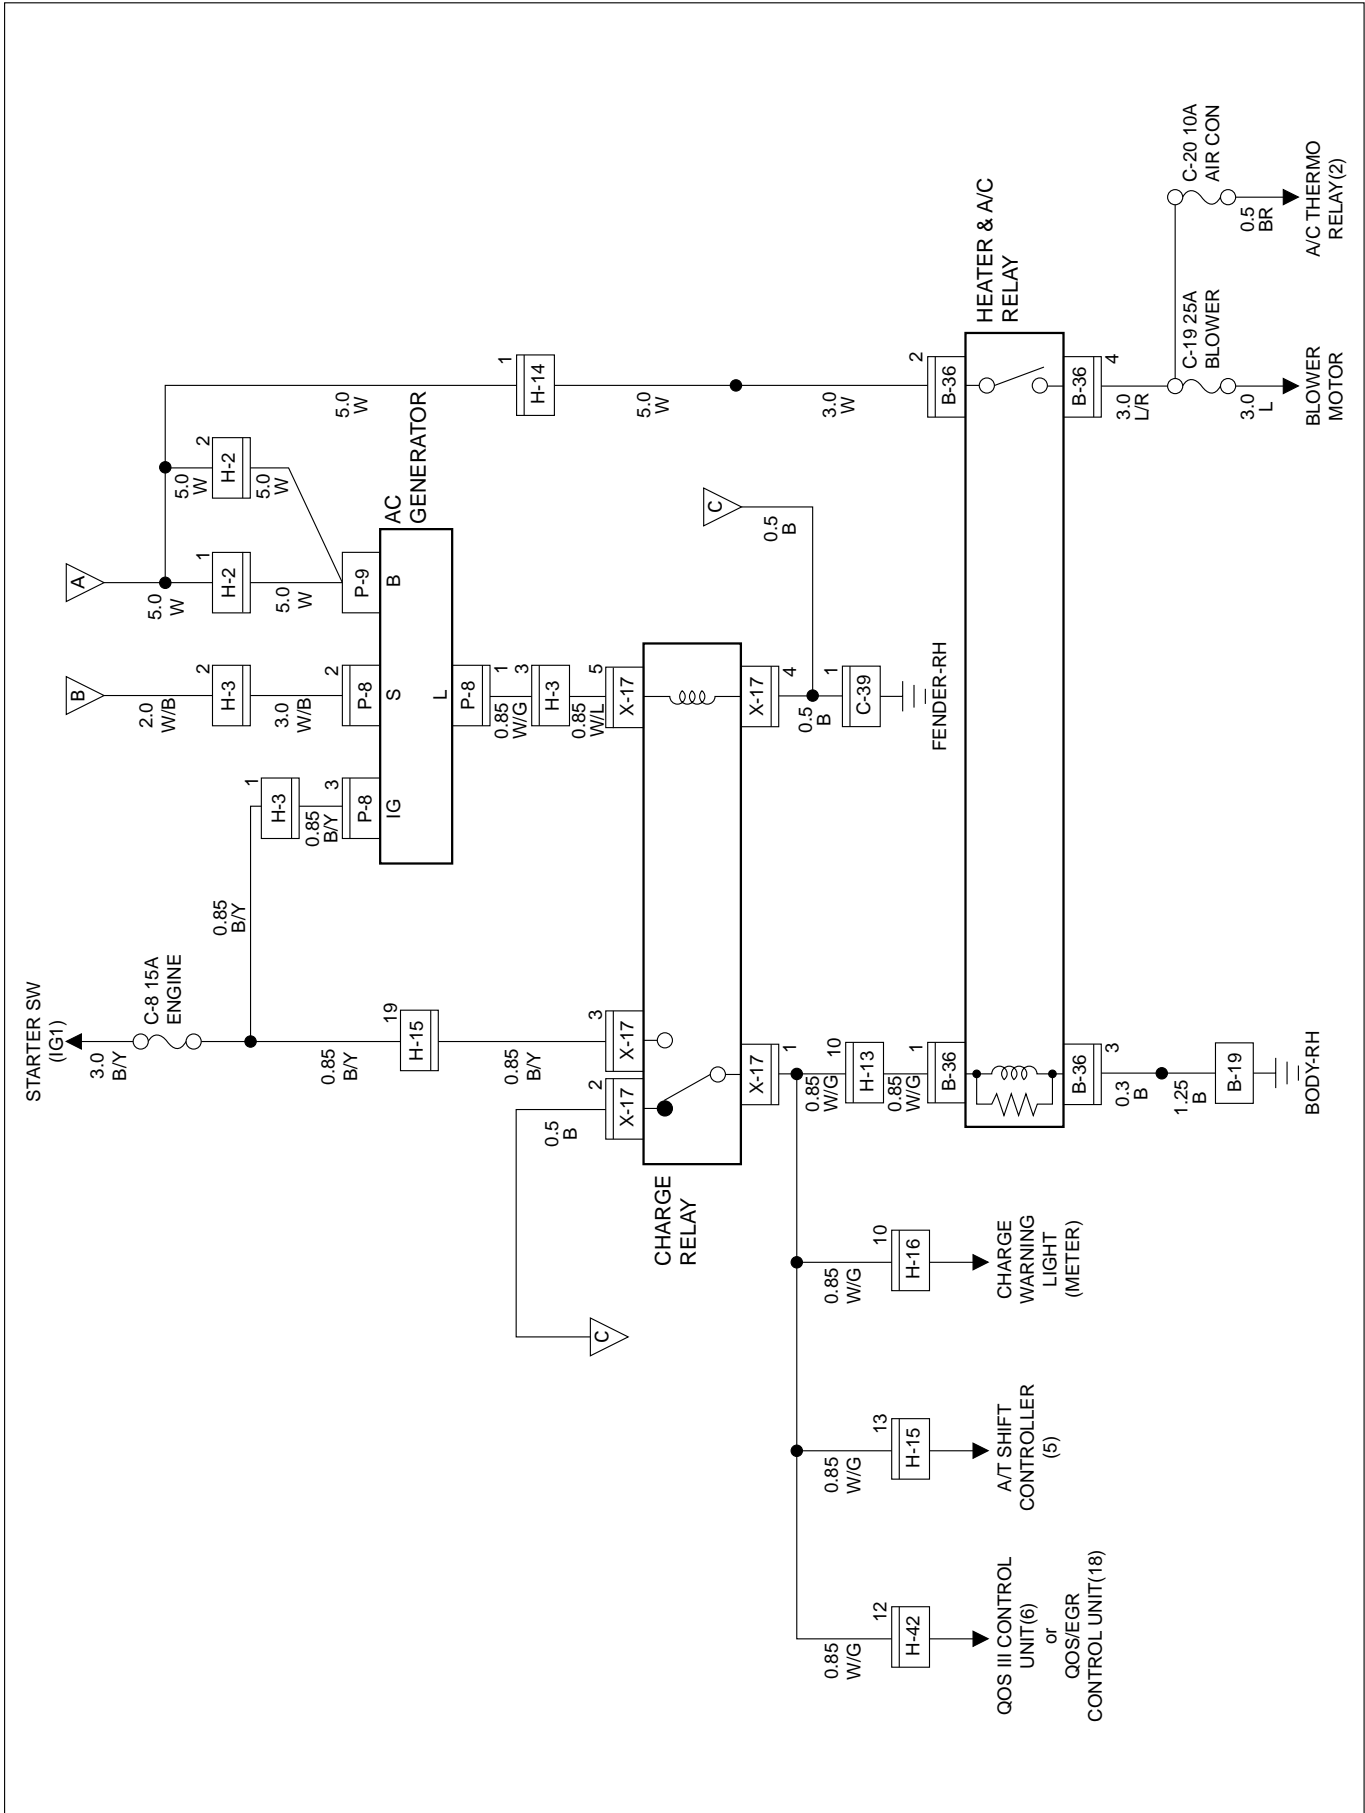 STARTER SW
(IG1)
3.0
B/Y
C-8 15A
ENGINE
0.85
B/Y
0.85
B/Y
19
H-15
0.85
B/Y
1
H-3
0.85
B/Y
3
P-8
IG
B
2.0
W/B
2
H-3
3.0
W/B
2
P-8
S
A
5.0
W
1
H-2
5.0
W
P-9
B
5.0
W
2
H-2
5.0
W
AC
GENERATOR
L
P-8
1
0.85
W/G
3
H-3
0.85
W/L
5
X-17
5.0
W
1
H-14
5.0
W
3.0
W
2
B-36
C
0.5
B
2
X-17
3
X-17
0.5
B
C
CHARGE
RELAY
X-17
1
X-17
4
0.5
B
1
C-39
FENDER-RH
0.85
W/G
10
H-13
0.85
W/G
1
B-36
HEATER & A/C
RELAY
B-36
3
0.3
B
1.25
B
B-19
BODY-RH
B-36
4
3.0
L/R
C-19 25A
BLOWER
3.0
L
BLOWER
MOTOR
C-20 10A
AIR CON
0.5
BR
A/C THERMO
RELAY(2)
0.85
W/G
10
H-16
CHARGE
WARNING
LIGHT
(METER)
0.85
W/G
13
H-15
A/T SHIFT
CONTROLLER
(5)
0.85
W/G
12
H-42
QOS III CONTROL
UNIT(6)
or
QOS/EGR
CONTROL UNIT(18)